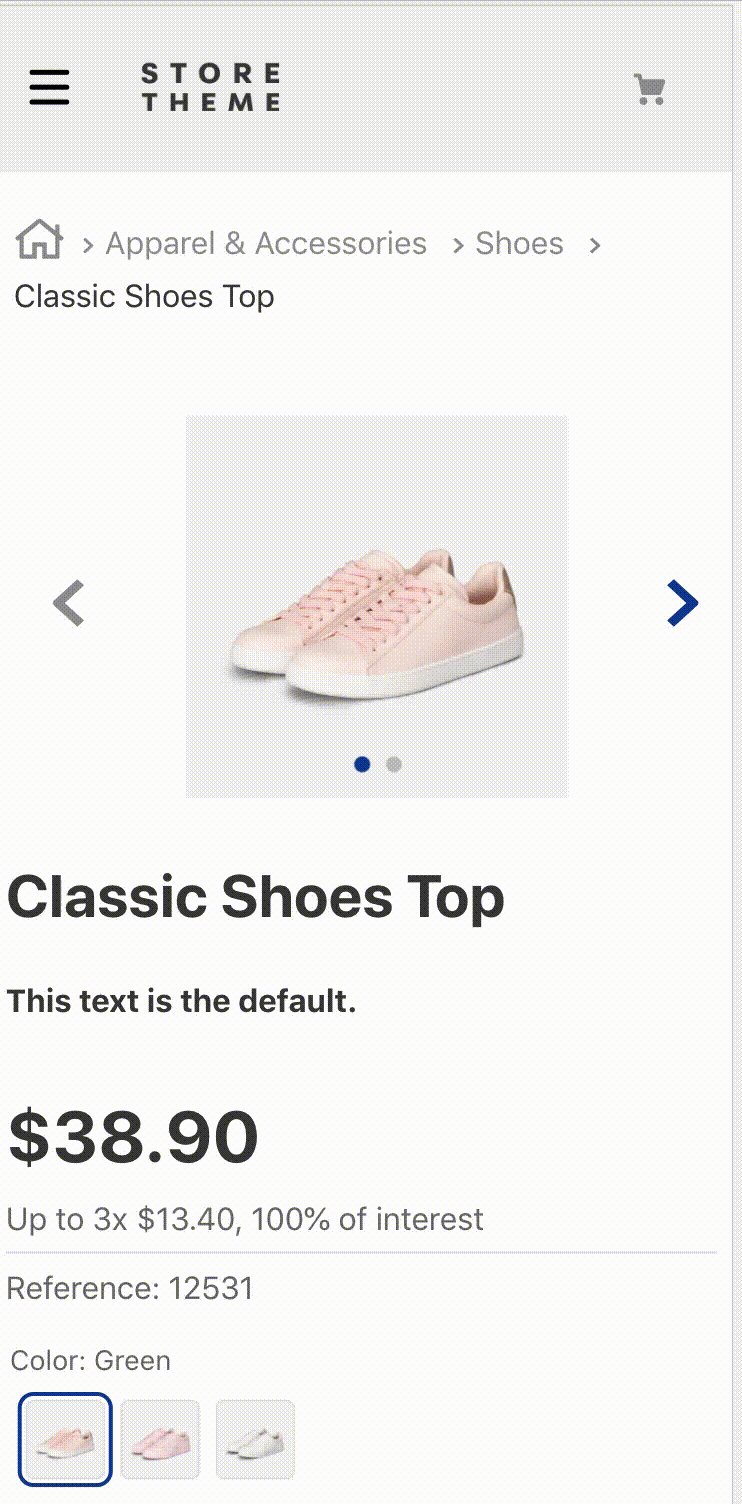 STORE
THEME
Apparel & Accessories > Shoes >
Classic Shoes Top
Classic Shoes Top
This text is the default.
$38.90
Up to 3x $13.40, 100% of interest
Reference: 12531
Color: Green